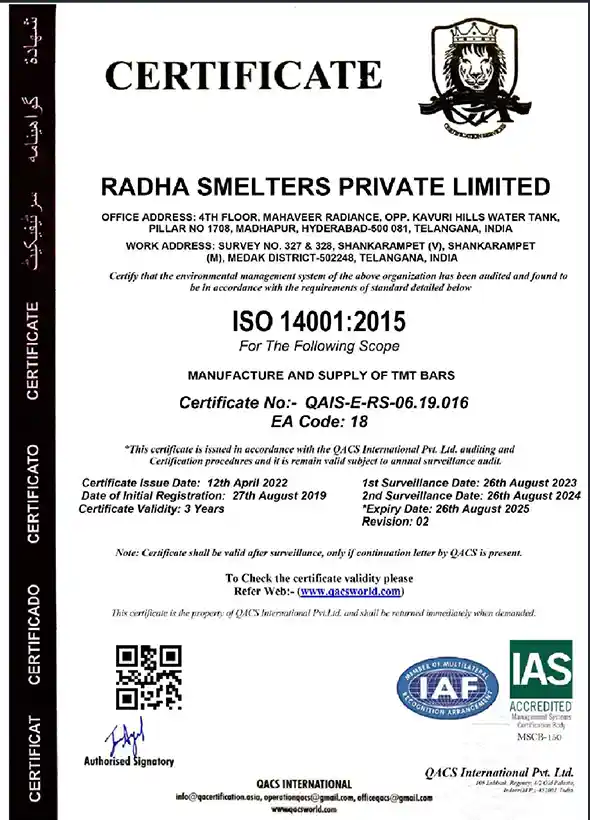 CERTIFICATE
QA
CERTIFICATION SERVICES
RADHA SMELTERS PRIVATE LIMITED
OFFICE ADDRESS: 4TH FLOOR, MAHAVEER RADIANCE, OPP. KAVURI HILLS WATER TANK,
PILLAR NO 1708, MADHAPUR, HYDERABAD-500 081, TELANGANA, INDIA
WORK ADDRESS: SURVEY NO. 327 & 328, SHANKARAMPET (V), SHANKARAMPET
(M), MEDAK DISTRICT-502248, TELANGANA, INDIA
Certify that the environmental management system of the above organization has been audited and found to
be in accordance with the requirements of standard detailed below
ISO 14001:2015
For The Following Scope
MANUFACTURE AND SUPPLY OF TMT BARS
Certificate No:- QAIS-E-RS-06.19.016
EA Code: 18
*This certificate is issued in accordance with the QACS International Pvt. Ltd. auditing and
Certification procedures and it is remain valid subject to annual surveillance audit.
Certificate Issue Date: 12th April 2022
Date of Initial Registration: 27th August 2019
Certificate Validity: 3 Years
1st Surveillance Date: 26th August 2023
2nd Surveillance Date: 26th August 2024
*Expiry Date: 26th August 2025
Revision: 02
Note: Certificate shall be valid after surveillance, only if continuation letter by QACS is present.
To Check the certificate validity please
Refer Web:- (www.qacsworld.com)
This certificate is the property of QACS International Pvt.Ltd. and shall be returned immediately when demanded.
Authorised Signatory
MEMBER OF MULTILATERAL
IAF
RECOGNITION ARRANGEMENT
IAS
ACCREDITED
Management Systems
Certification Body
MSCB-150
QACS International Pvt. Ltd.
QACS INTERNATIONAL
info@qacertification.asia, operationqacs@gmail.com, officeqacs@gmail.com
www.qacsworld.com
شهادة
گواهینامه
سرٹیفکیٹ
CERTIFICATE
CERTIFICATO
CERTIFICADO
CERTIFICAT